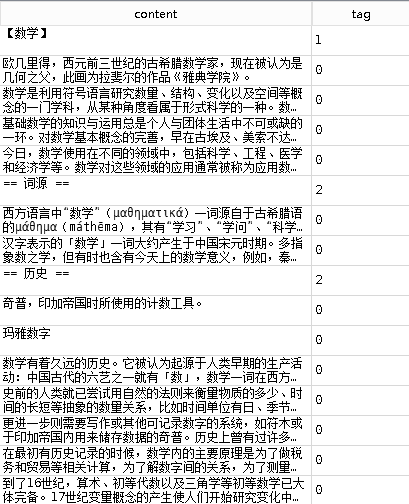 content tag
【数学】 1
欧几里得，西元前三世纪的古希腊数学家，现在被认为是
几何之父，此画为拉斐尔的作品《雅典学院》。 0
数学是利用符号语言研究数量、结构、变化以及空间等概
念的一门学科，从某种角度看属于形式科学的一种。数… 0
基础数学的知识与运用总是个人与团体生活中不可或缺的
一环。对数学基本概念的完善，早在古埃及、美索不达… 0
今日，数学使用在不同的领域中，包括科学、工程、医学
和经济学等。数学对这些领域的应用通常被称为应用数… 0
== 词源 == 2
西方语言中“数学”（μαθηματικά）一词源自于古希腊语
的μάθημα（máthēma），其有“学习”、“学问”、“科学… 0
汉字表示的「数学」一词大约产生于中国宋元时期。多指
象数之学，但有时也含有今天上的数学意义，例如，秦… 0
== 历史 == 2
奇普，印加帝国时所使用的计数工具。 0
玛雅数字 0
数学有着久远的历史。它被认为起源于人类早期的生产活
动：中国古代的六艺之一就有「数」，数学一词在西方… 0
史前的人类就已尝试用自然的法则来衡量物质的多少、时
间的长短等抽象的数量关系，比如时间单位有日、季节… 0
更进一步则需要写作或其他可记录数字的系统，如符木或
于印加帝国内用来储存数据的奇普。历史上曾有过许多… 0
在最初有历史记录的时候，数学内的主要原理是为了做税
务和贸易等相关计算，为了解数字间的关系，为了测量… 0
到了16世纪，算术、初等代数以及三角学等初等数学已大
体完备。17世纪变量概念的产生使人们开始研究变化中… 0